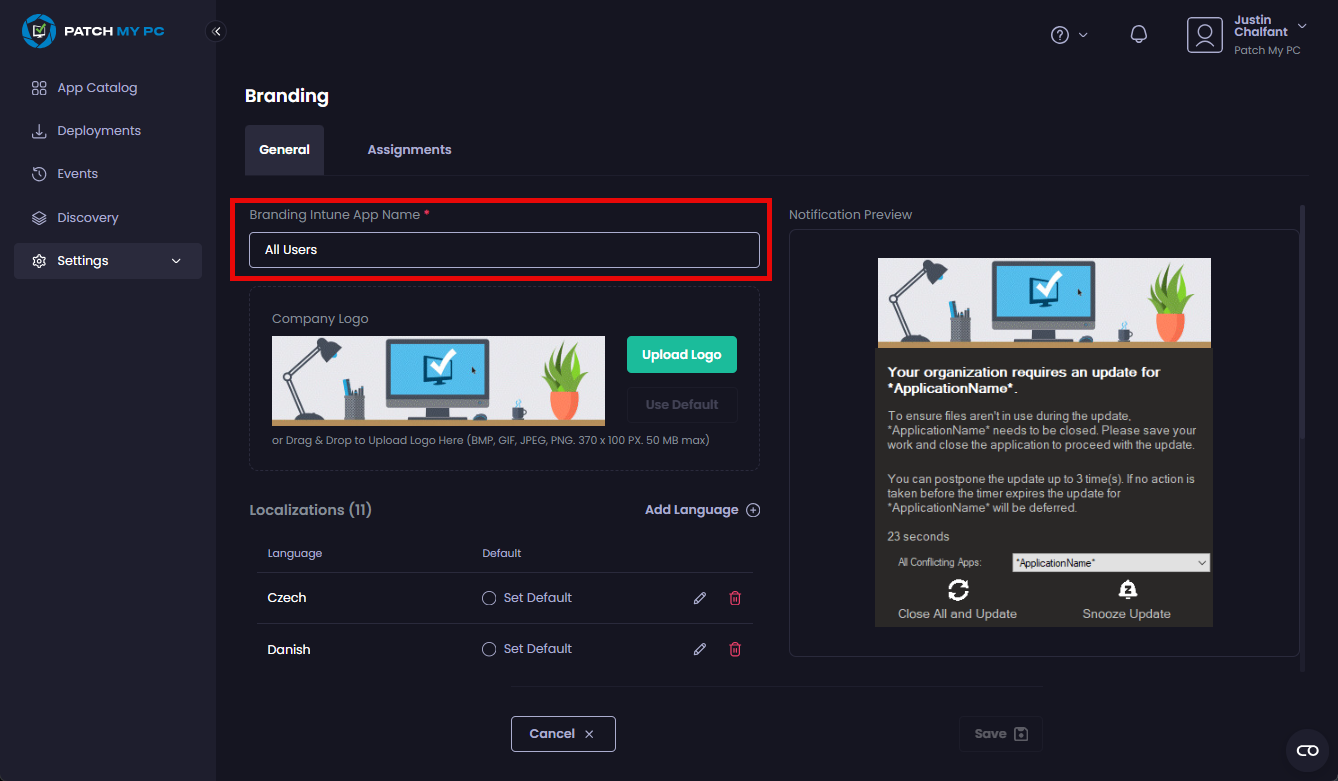 PATCH MY PC
Justin
Chalfant
Patch My PC
App Catalog
Deployments
Events
Discovery
Settings
Branding
General
Assignments
Branding Intune App Name *
All Users
Company Logo
Upload Logo
Use Default
or Drag & Drop to Upload Logo Here (BMP, GIF, JPEG, PNG. 370 x 100 PX. 50 MB max)
Localizations (11)
Add Language
Language Default
Czech Set Default
Danish Set Default
Notification Preview
Your organization requires an update for
*ApplicationName*.
To ensure files aren't in use during the update,
*ApplicationName* needs to be closed. Please save your
work and close the application to proceed with the update.
You can postpone the update up to 3 time(s). If no action is
taken before the timer expires the update for
*ApplicationName* will be deferred.
23 seconds
All Conflicting Apps: *ApplicationName*
Close All and Update
Snooze Update
Cancel
Save